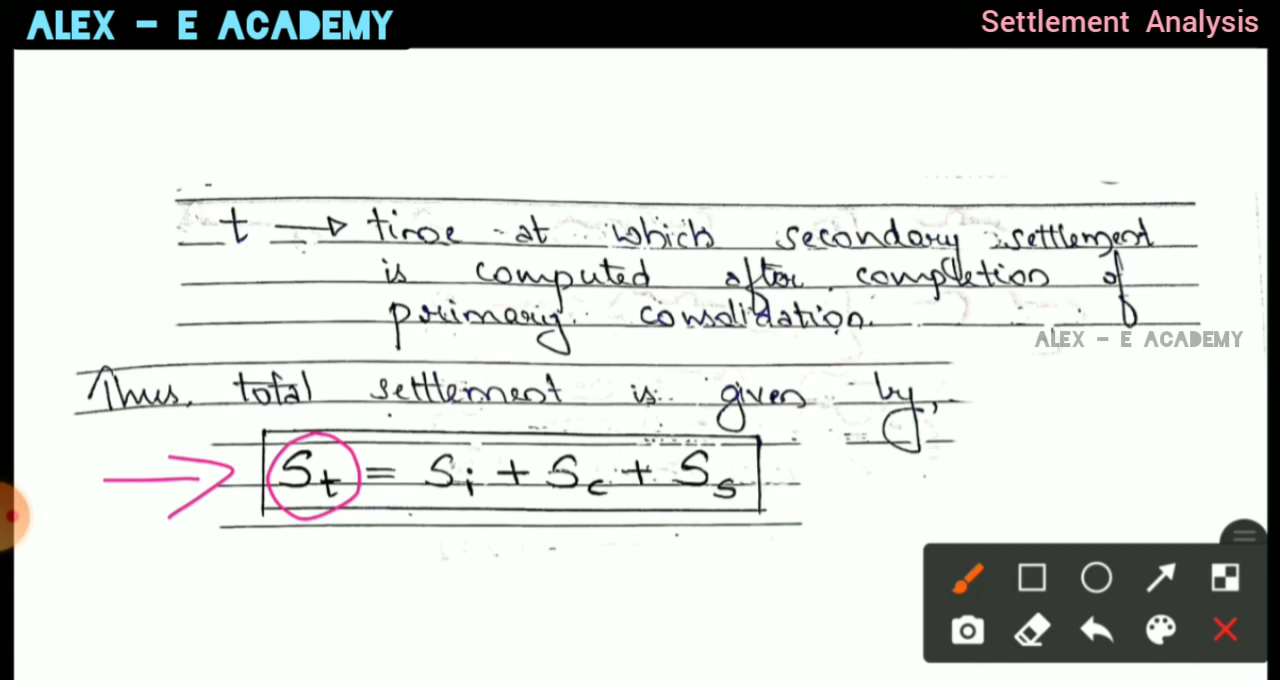 ALEX - E ACADEMY
Settlement Analysis
t → time at which secondary settlement
is computed after completion of
primary consolidation.
ALEX - E ACADEMY
Thus, total settlement is given by,
St = Si + Sc + Ss